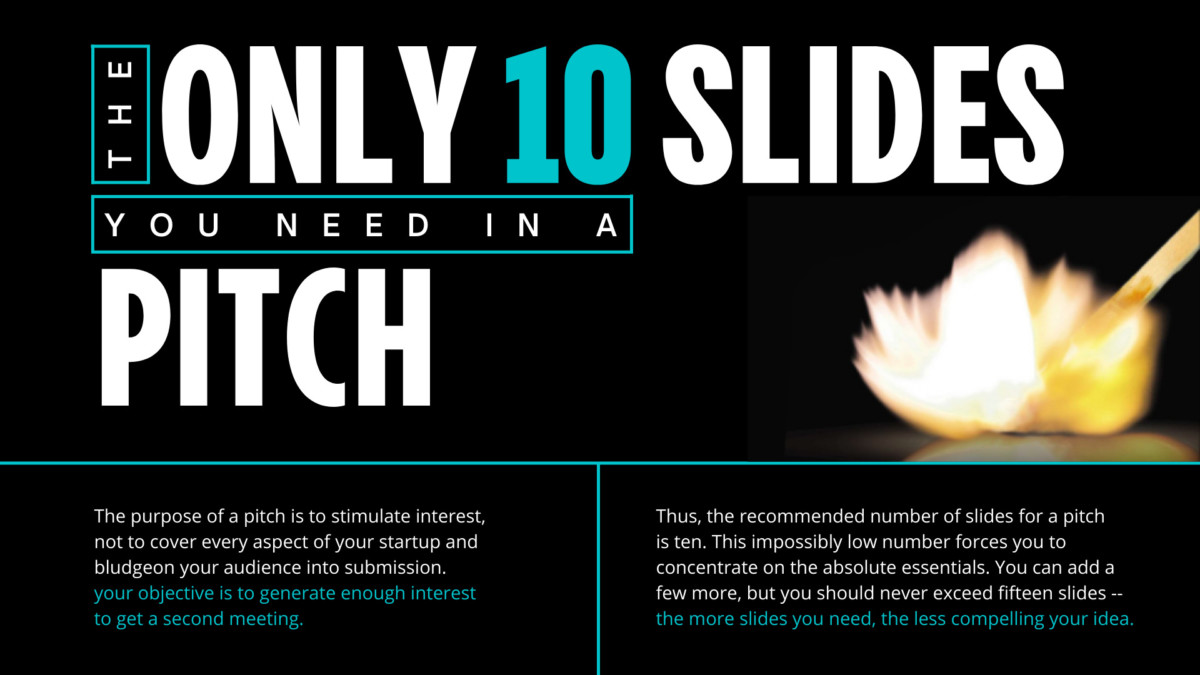 THE ONLY 10 SLIDES
YOU NEED IN A
PITCH
The purpose of a pitch is to stimulate interest,
not to cover every aspect of your startup and
bludgeon your audience into submission.
your objective is to generate enough interest
to get a second meeting.
Thus, the recommended number of slides for a pitch
is ten. This impossibly low number forces you to
concentrate on the absolute essentials. You can add a
few more, but you should never exceed fifteen slides --
the more slides you need, the less compelling your idea.